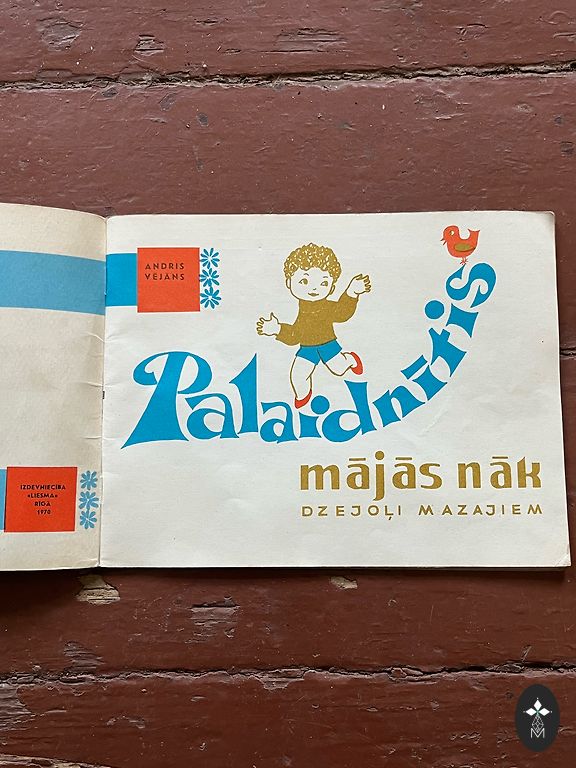 IZDEVNIECĪBA
«LIESMA»
RĪGĀ
1970
ANDRIS
VĒJĀNS
Palaidnītis
mājās nāk
DZEJOĻI MAZAJIEM
M